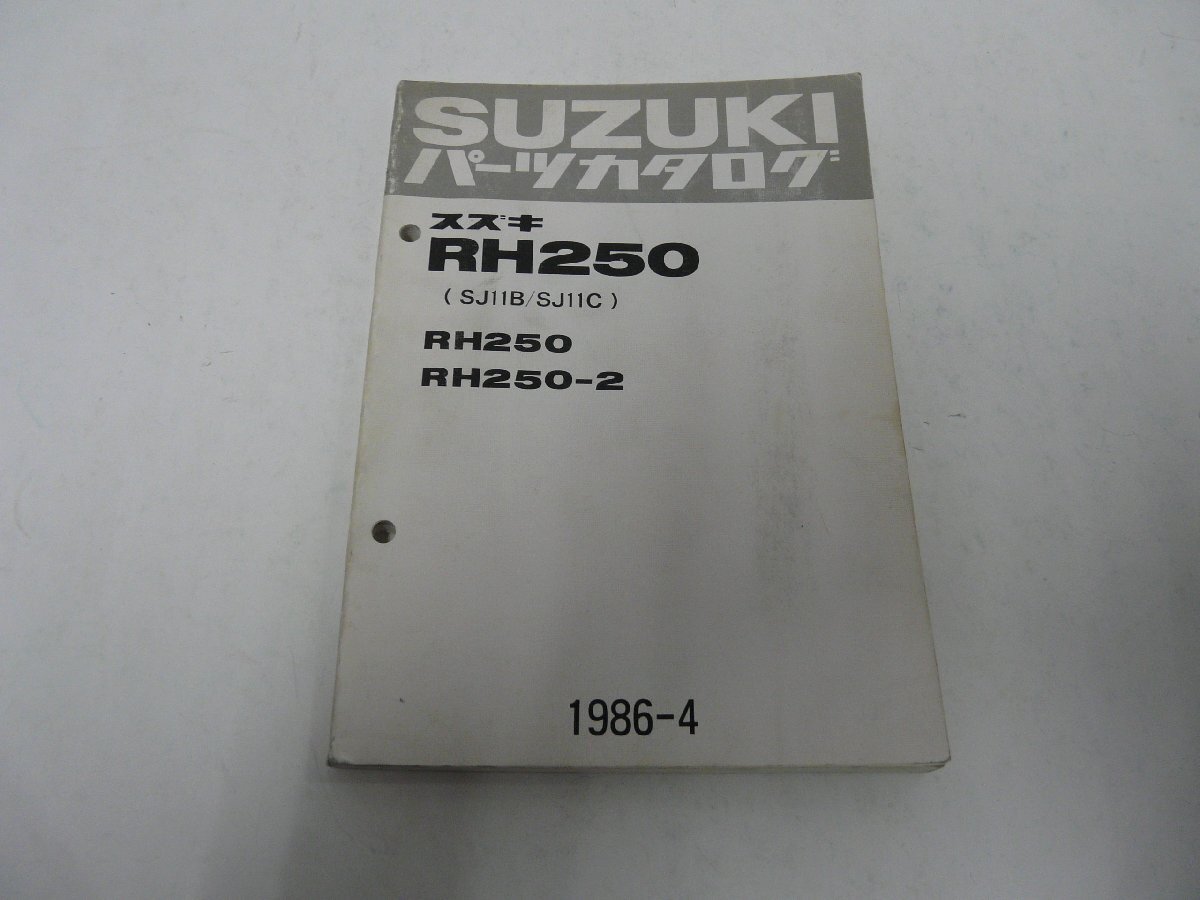 SUZUKI
パーツカタログ
スズキ
RH250
(SJ11B/SJ11C)
RH250
RH250-2
1986-4